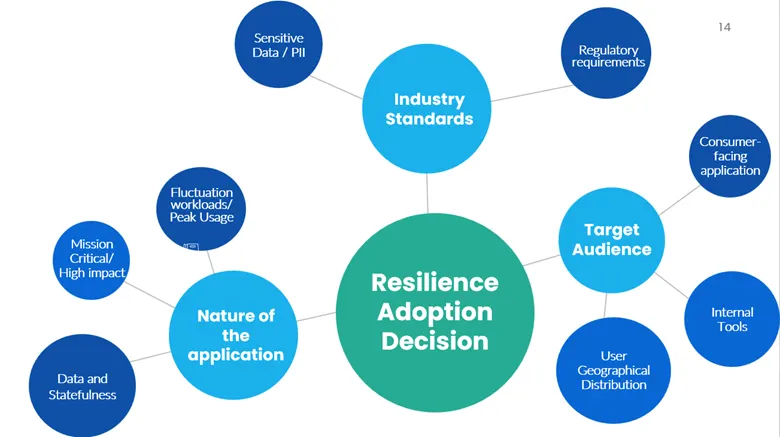 14
Sensitive
Data / PII
Regulatory
requirements
Industry
Standards
Consumer-
facing
application
Fluctuation
workloads/
Peak Usage
Target
Audience
Mission
Critical/
High impact
Resilience
Adoption
Decision
Nature of
the
application
Internal
Tools
User
Geographical
Distribution
Data and
Statefulness